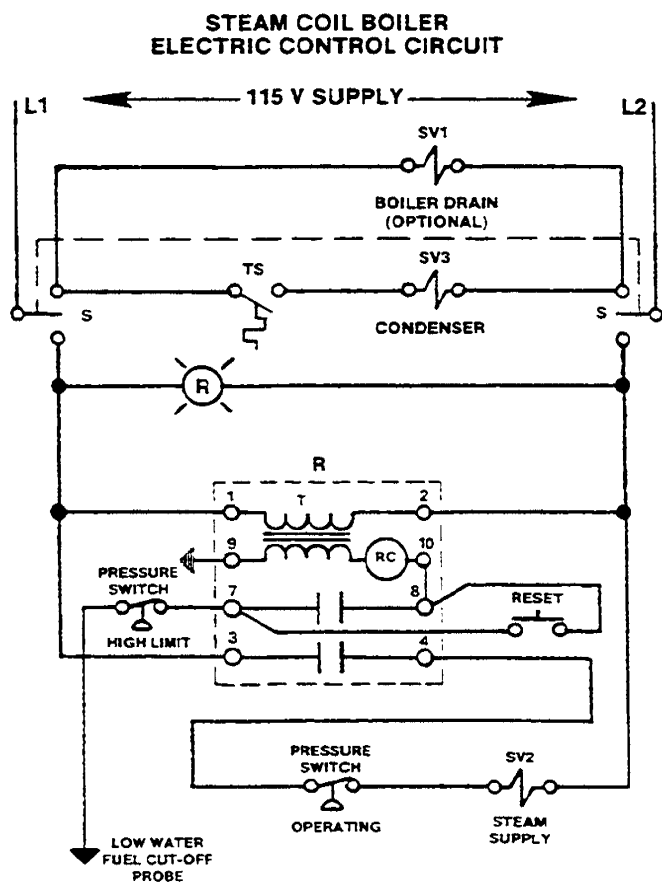 STEAM COIL BOILER
ELECTRIC CONTROL CIRCUIT
L1
115 V SUPPLY
L2
SV1
BOILER DRAIN
(OPTIONAL)
TS
SV3
S
S
CONDENSER
R
R
1
T
2
9
RC
10
PRESSURE
SWITCH
7
8
RESET
HIGH LIMIT
3
4
PRESSURE
SWITCH
SV2
OPERATING
STEAM
SUPPLY
LOW WATER
FUEL CUT-OFF
PROBE